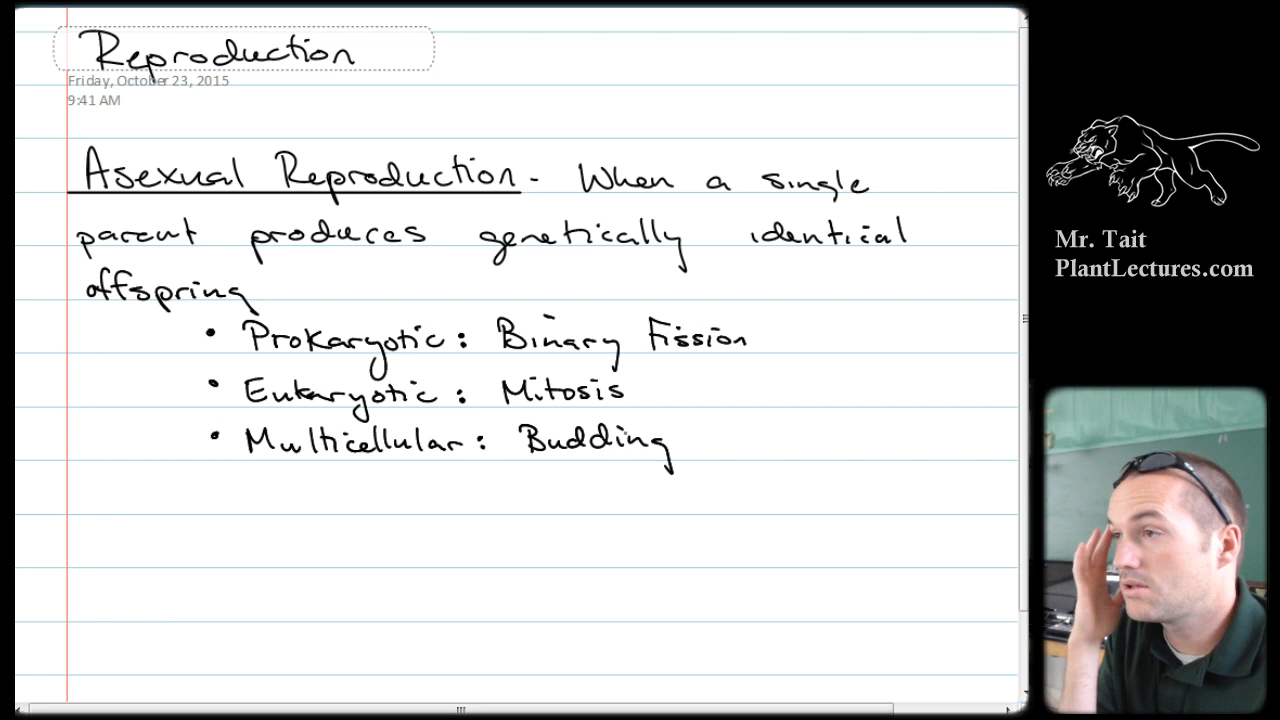 Reproduction
Friday, October 23, 2015
9:41 AM
Asexual Reproduction - When a single
parent produces genetically identical
offspring
• Prokaryotic: Binary Fission
• Eukaryotic: Mitosis
• Multicellular: Budding
Mr. Tait
PlantLectures.com